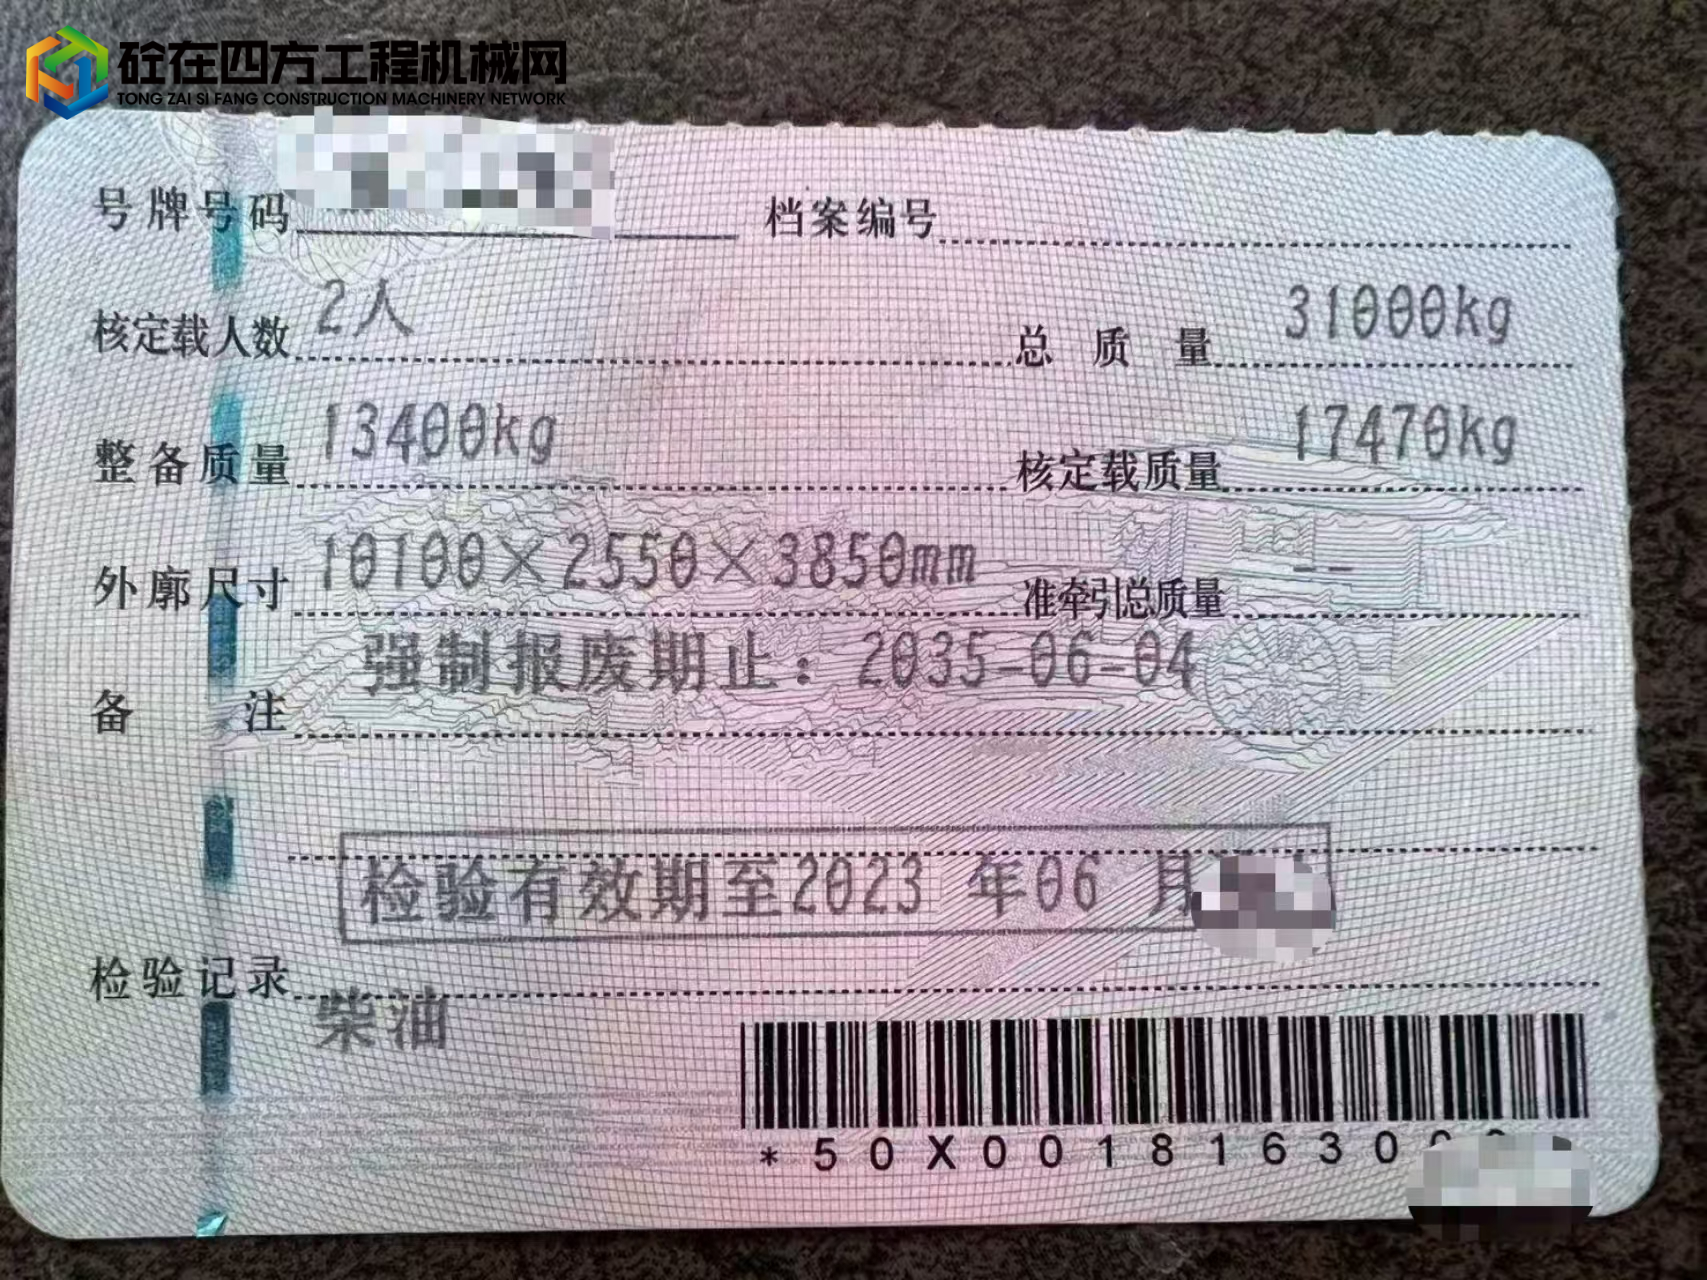 砼在四方工程机械网
TONG ZAI SI FANG CONSTRUCTION MACHINERY NETWORK
号牌号码 档案编号
核定载人数 2人 总质量 31000kg
整备质量 13400kg 核定载质量 17470kg
外廓尺寸 10100×2550×3850mm 准牵引总质量 --
备注 强制报废期止：2035-06-04
检验有效期至2023年06月
检验记录
柴油
*50X00181630